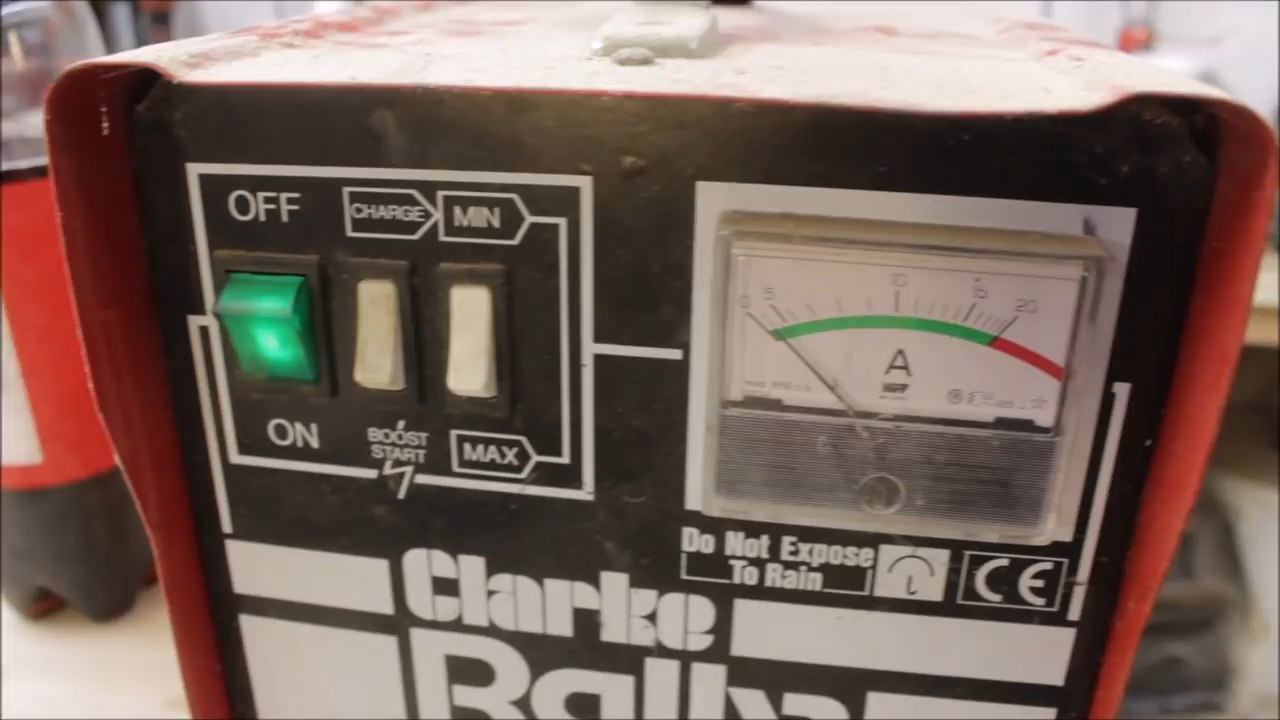 OFF
CHARGE
MIN
ON
BOOST
START
MAX
0 5 10 15 20
A
Do Not Expose
To Rain
CE
Clarke
Rally